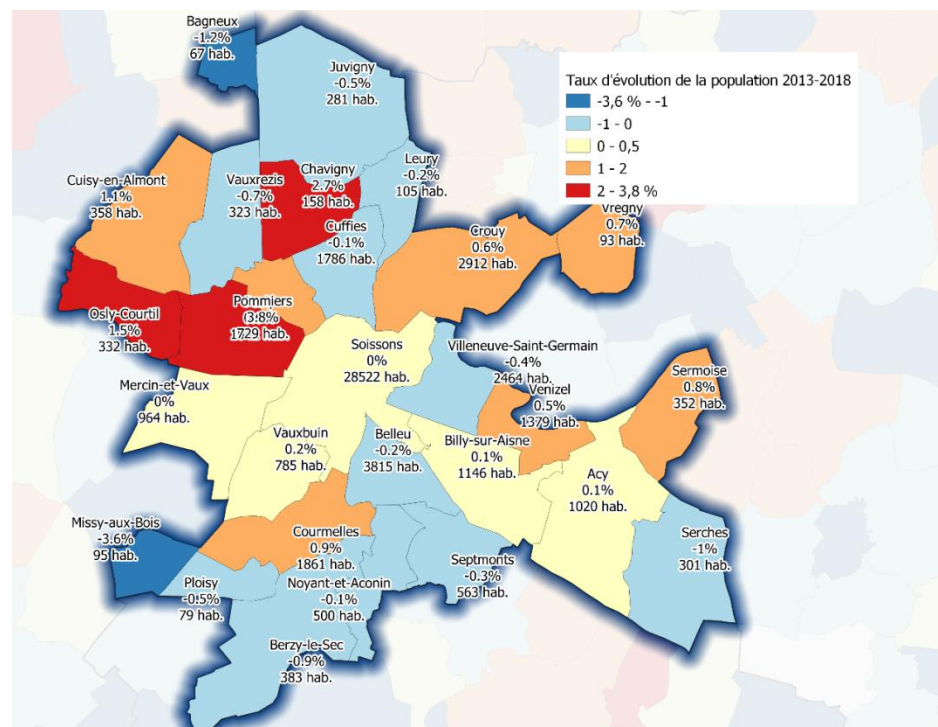 Bagneux
-1.2%
67 hab.
Juvigny
-0.5%
281 hab.
Taux d'évolution de la population 2013-2018
-3,6 % - -1
-1 - 0
0 - 0,5
1 - 2
2 - 3,8 %
Cuisy-en-Almont
1.1%
358 hab.
Vauxrezis
-0.7%
323 hab.
Chavigny
2.7%
158 hab.
Leury
-0.2%
105 hab.
Cuffies
-0.1%
1786 hab.
Crouy
0.6%
2912 hab.
Vregny
0.7%
93 hab.
Osly-Courtil
1.5%
332 hab.
Pommiers
(3.8%
1729 hab.
Soissons
0%
28522 hab.
Villeneuve-Saint-Germain
-0.4%
2464 hab.
Venizel
0.5%
1379 hab.
Sermoise
0.8%
352 hab.
Mercin-et-Vaux
0%
964 hab.
Vauxbuin
0.2%
785 hab.
Belleu
-0.2%
3815 hab.
Billy-sur-Aisne
0.1%
1146 hab.
Acy
0.1%
1020 hab.
Missy-aux-Bois
-3.6%
95 hab.
Courmelles
0.9%
1861 hab.
Septmonts
-0.3%
563 hab.
Serches
-1%
301 hab.
Ploisy
-0.5%
79 hab.
Noyant-et-Aconin
-0.1%
500 hab.
Berzy-le-Sec
-0.9%
383 hab.